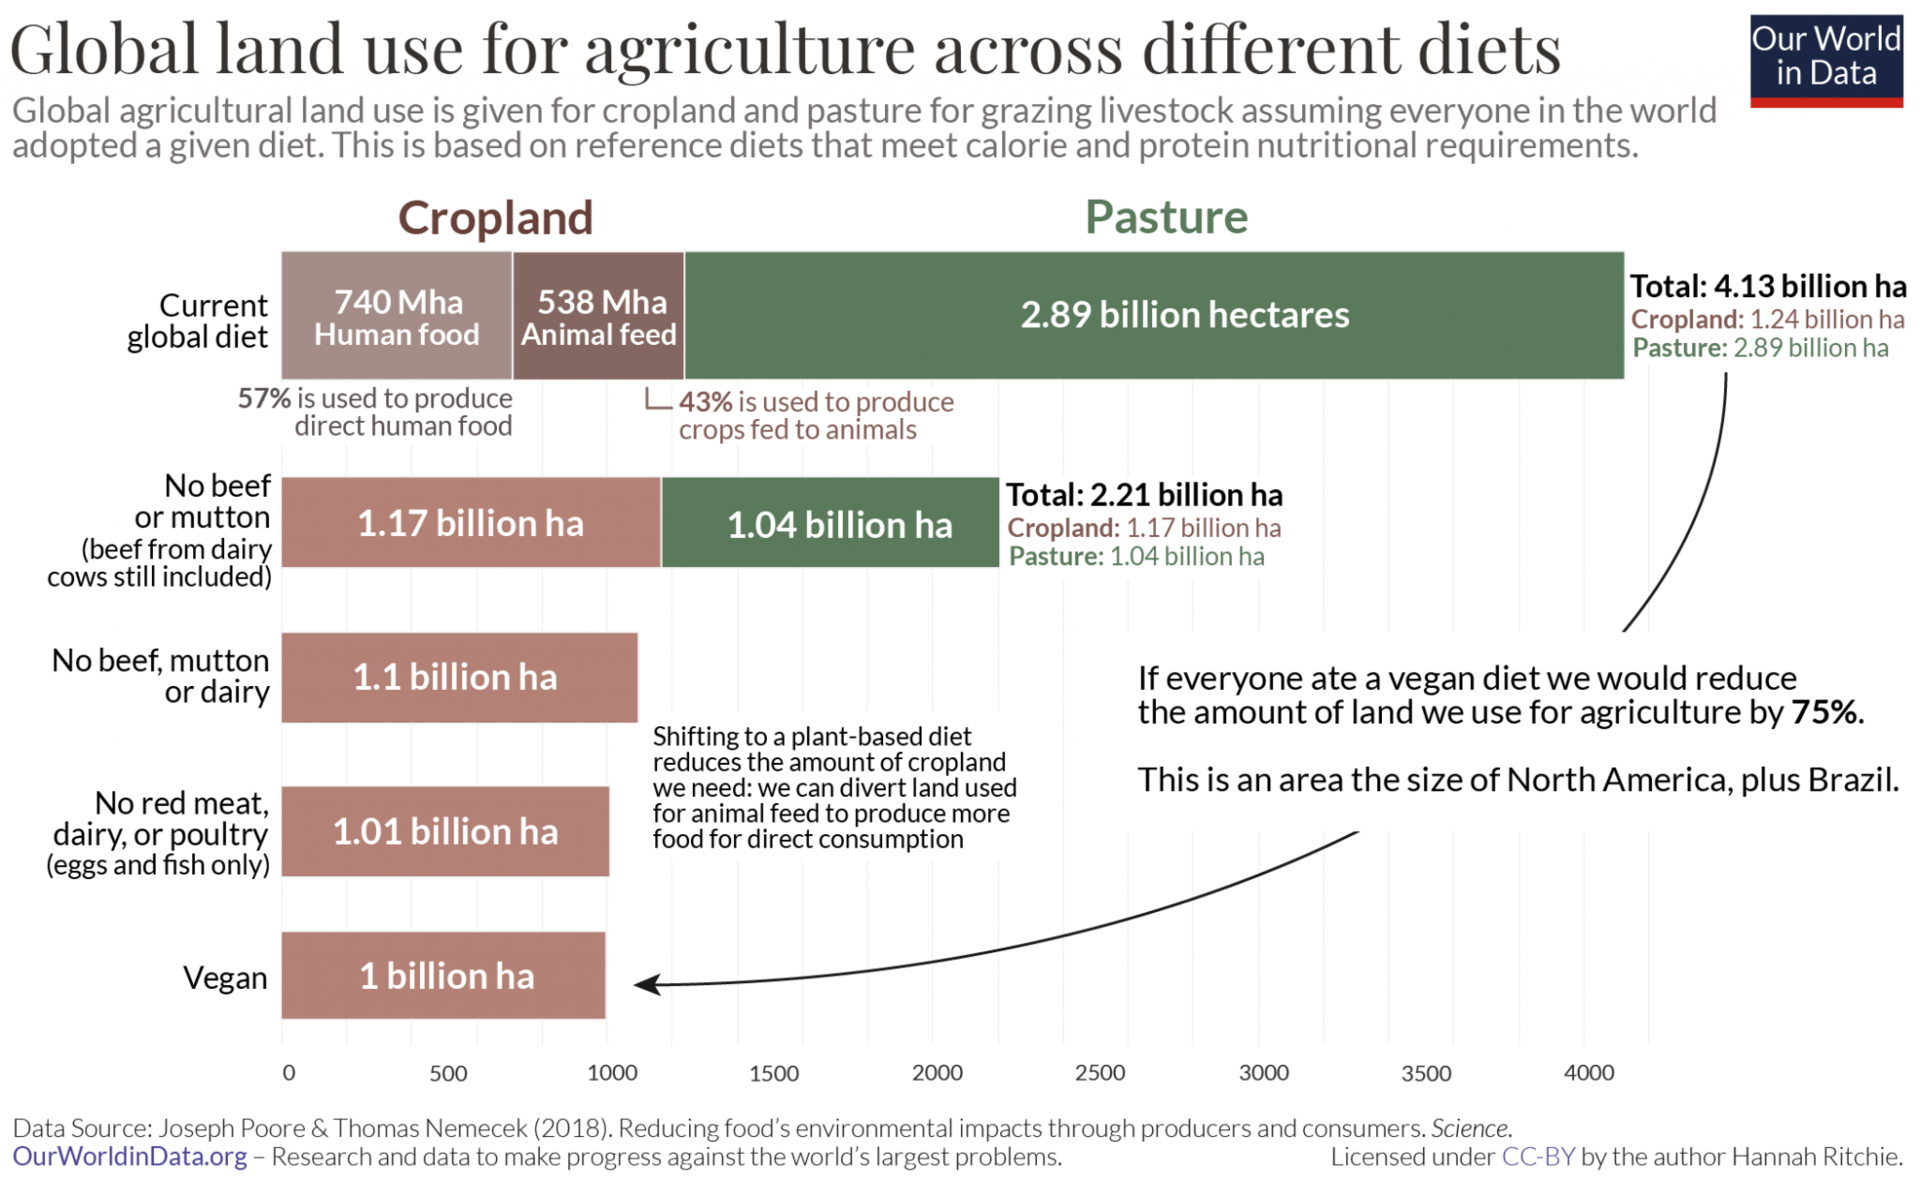 Global land use for agriculture across different diets
Our World
in Data
Global agricultural land use is given for cropland and pasture for grazing livestock assuming everyone in the world
adopted a given diet. This is based on reference diets that meet calorie and protein nutritional requirements.
Cropland
Pasture
Current
global diet
740 Mha
Human food
538 Mha
Animal feed
2.89 billion hectares
Total: 4.13 billion ha
Cropland: 1.24 billion ha
Pasture: 2.89 billion ha
57% is used to produce
direct human food
43% is used to produce
crops fed to animals
No beef
or mutton
(beef from dairy
cows still included)
1.17 billion ha
1.04 billion ha
Total: 2.21 billion ha
Cropland: 1.17 billion ha
Pasture: 1.04 billion ha
No beef, mutton
or dairy
1.1 billion ha
If everyone ate a vegan diet we would reduce
the amount of land we use for agriculture by 75%.
This is an area the size of North America, plus Brazil.
Shifting to a plant-based diet
reduces the amount of cropland
we need: we can divert land used
for animal feed to produce more
food for direct consumption
No red meat,
dairy, or poultry
(eggs and fish only)
1.01 billion ha
Vegan
1 billion ha
0 500 1000 1500 2000 2500 3000 3500 4000
Data Source: Joseph Poore & Thomas Nemecek (2018). Reducing food's environmental impacts through producers and consumers. Science.
OurWorldinData.org – Research and data to make progress against the world's largest problems.
Licensed under CC-BY by the author Hannah Ritchie.